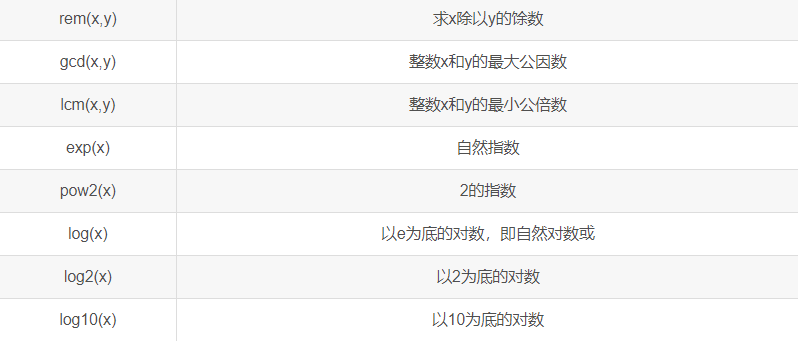 rem(x,y) 求x除以y的馀数
gcd(x,y) 整数x和y的最大公因数
lcm(x,y) 整数x和y的最小公倍数
exp(x) 自然指数
pow2(x) 2的指数
log(x) 以e为底的对数，即自然对数或
log2(x) 以2为底的对数
log10(x) 以10为底的对数